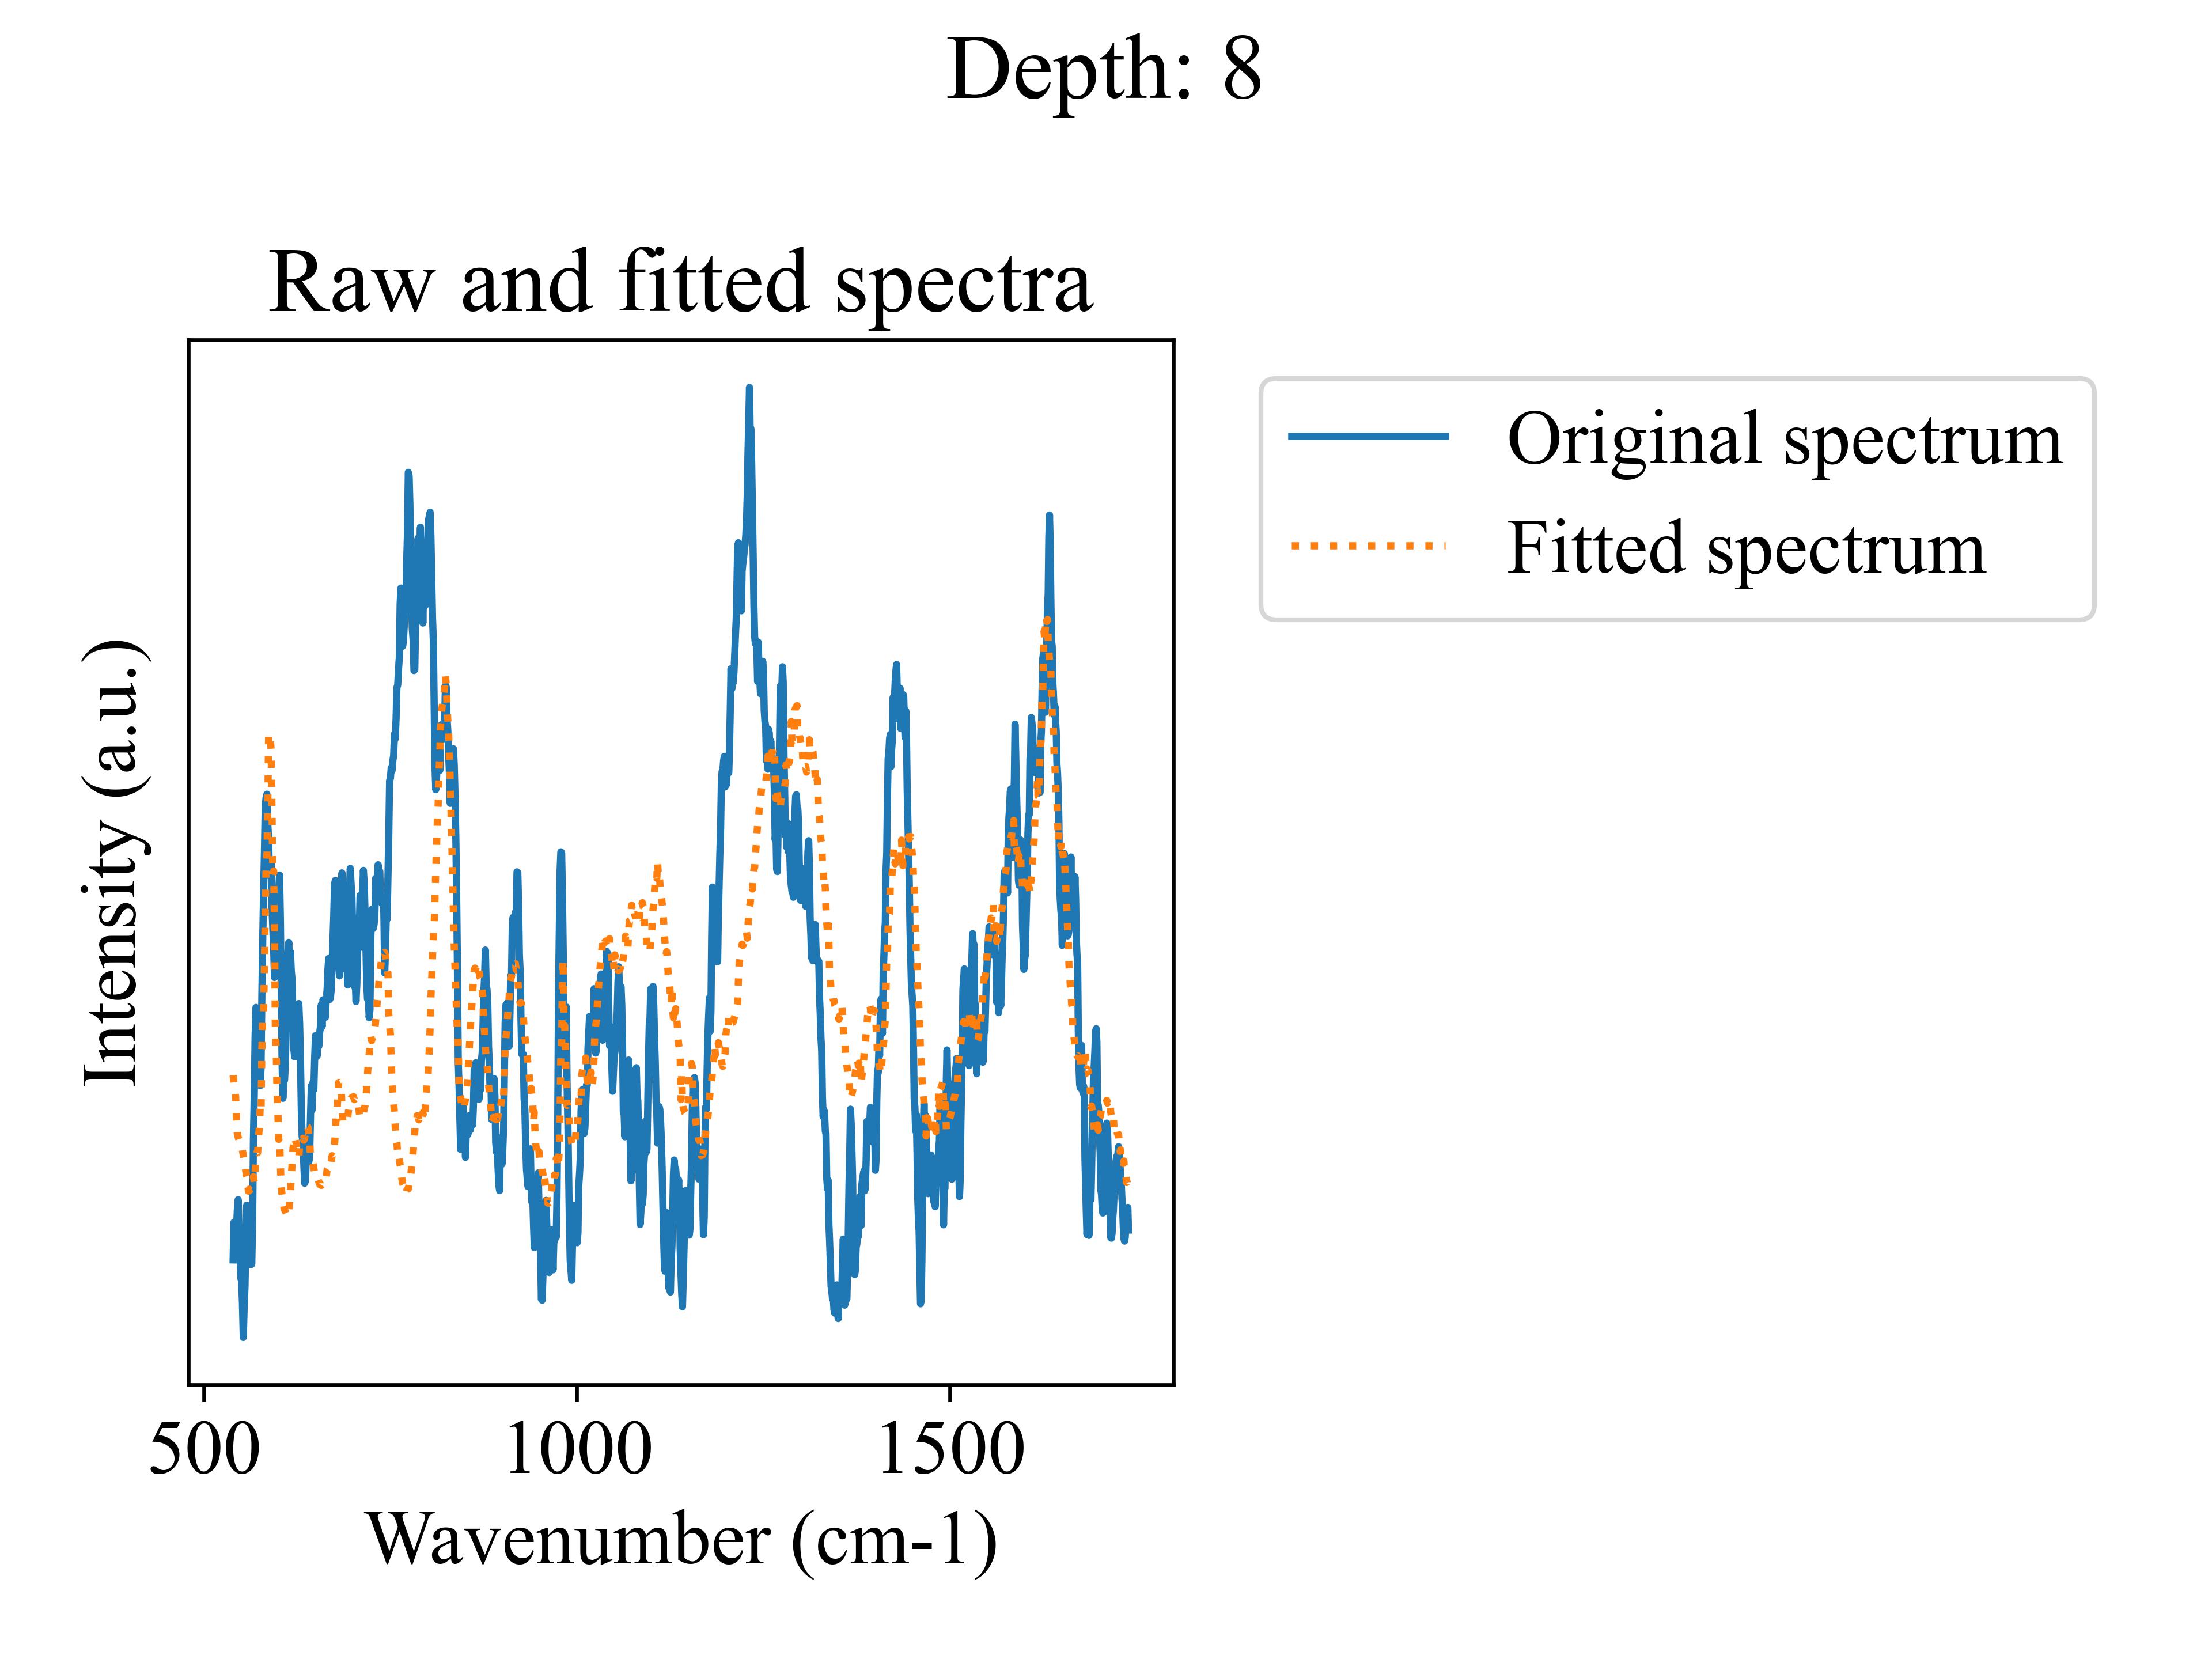 Depth: 8
Raw and fitted spectra
Original spectrum
Fitted spectrum
Intensity (a.u.)
500 1000 1500
Wavenumber (cm-1)